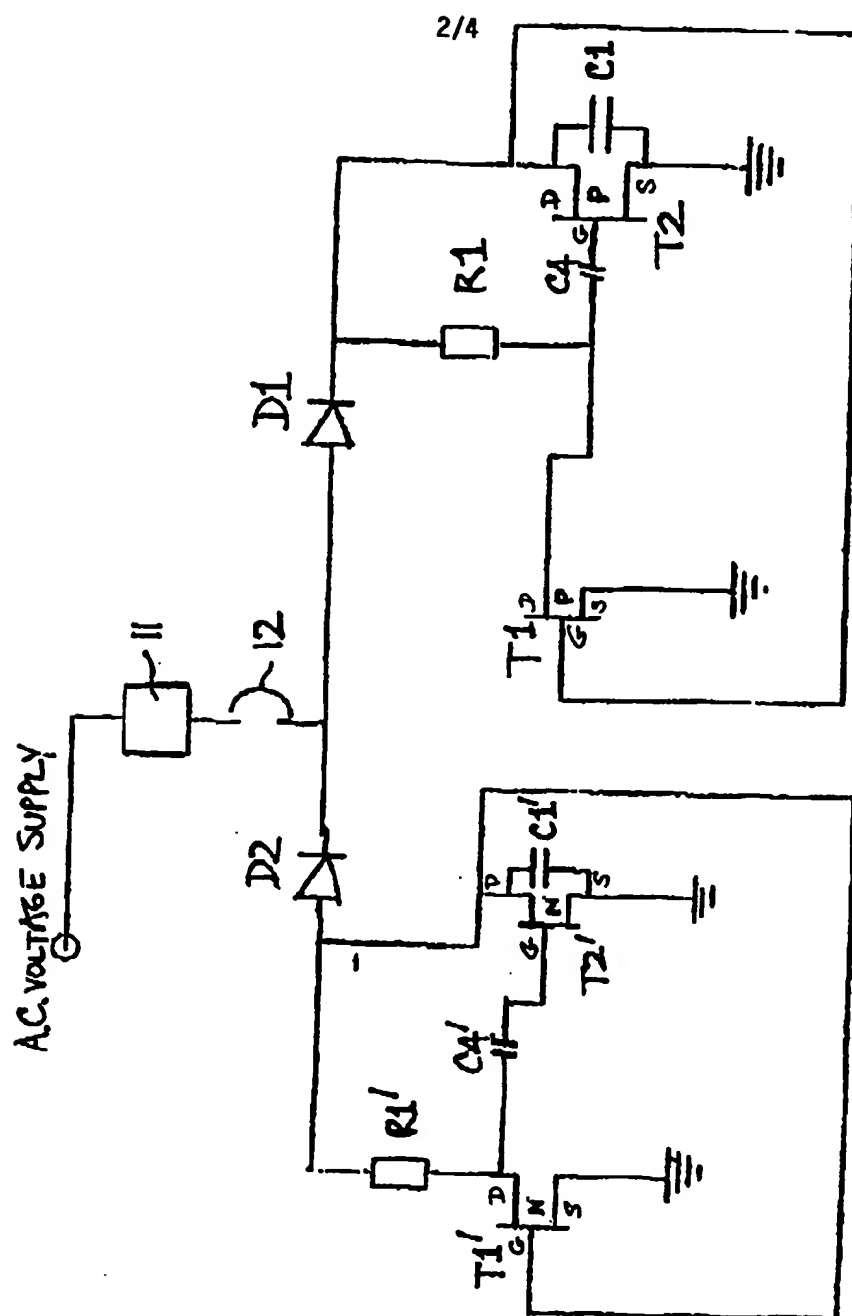 2/4
A.C. VOLTAGE SUPPLY
11
12
D2
D1
R1
C1
D
P
S
G
C4
T2
T1
D
P
G
S
R1'
C4'
C1'
D
N
S
G
T2'
T1'
D
N
G
S
-